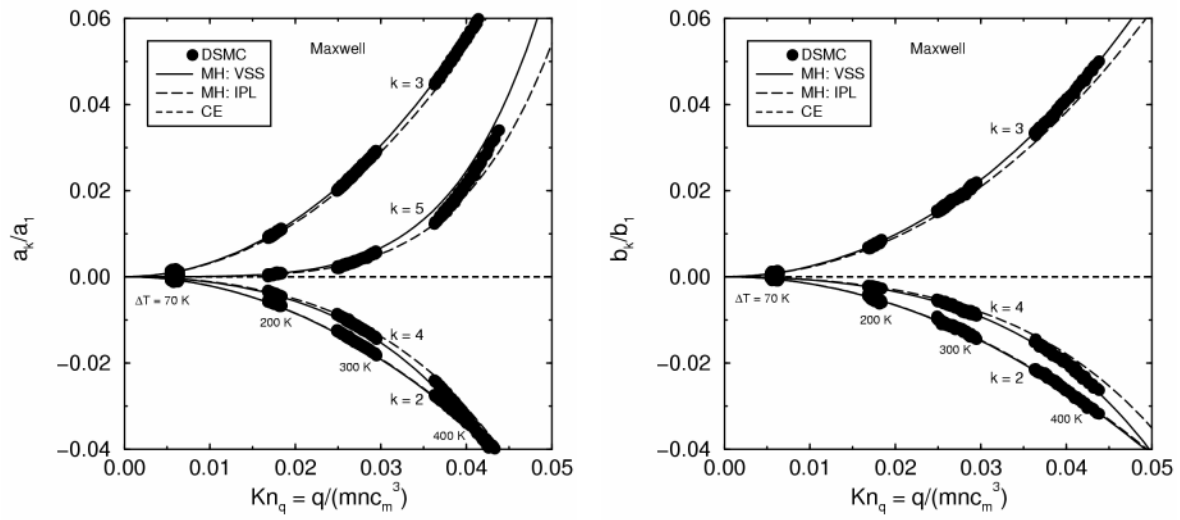 0.06
0.04
0.02
0.00
−0.02
−0.04
a_k/a_1
DSMC
MH: VSS
MH: IPL
CE
Maxwell
k = 3
k = 5
k = 4
k = 2
ΔT = 70 K
200 K
300 K
400 K
0.00 0.01 0.02 0.03 0.04 0.05
Kn_q = q/(mnc_m^3)
0.06
0.04
0.02
0.00
−0.02
−0.04
b_k/b_1
DSMC
MH: VSS
MH: IPL
CE
Maxwell
k = 3
k = 4
k = 2
ΔT = 70 K
200 K
300 K
400 K
0.00 0.01 0.02 0.03 0.04 0.05
Kn_q = q/(mnc_m^3)